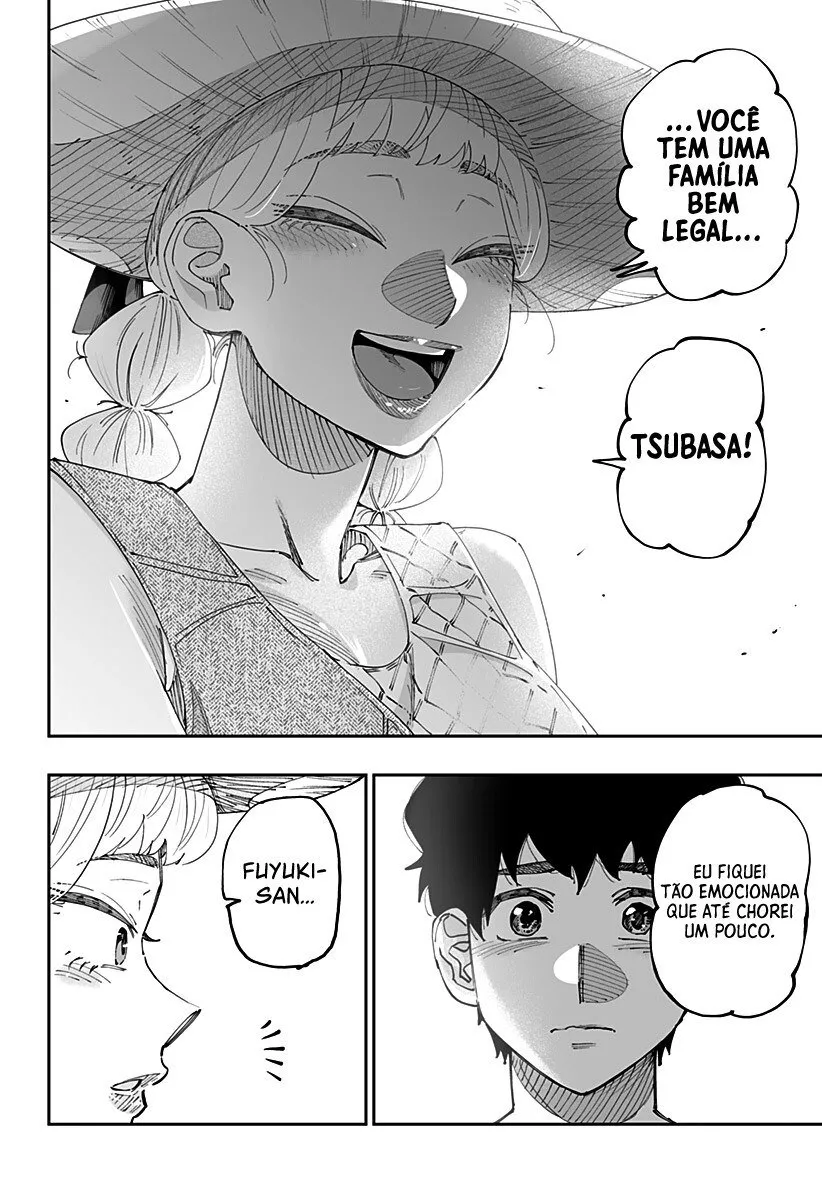 ...VOCÊ
TEM UMA
FAMÍLIA
BEM
LEGAL...
TSUBASA!
EU FIQUEI
TÃO EMOCIONADA
QUE ATÉ CHOREI
UM POUCO.
FUYUKI-
SAN...